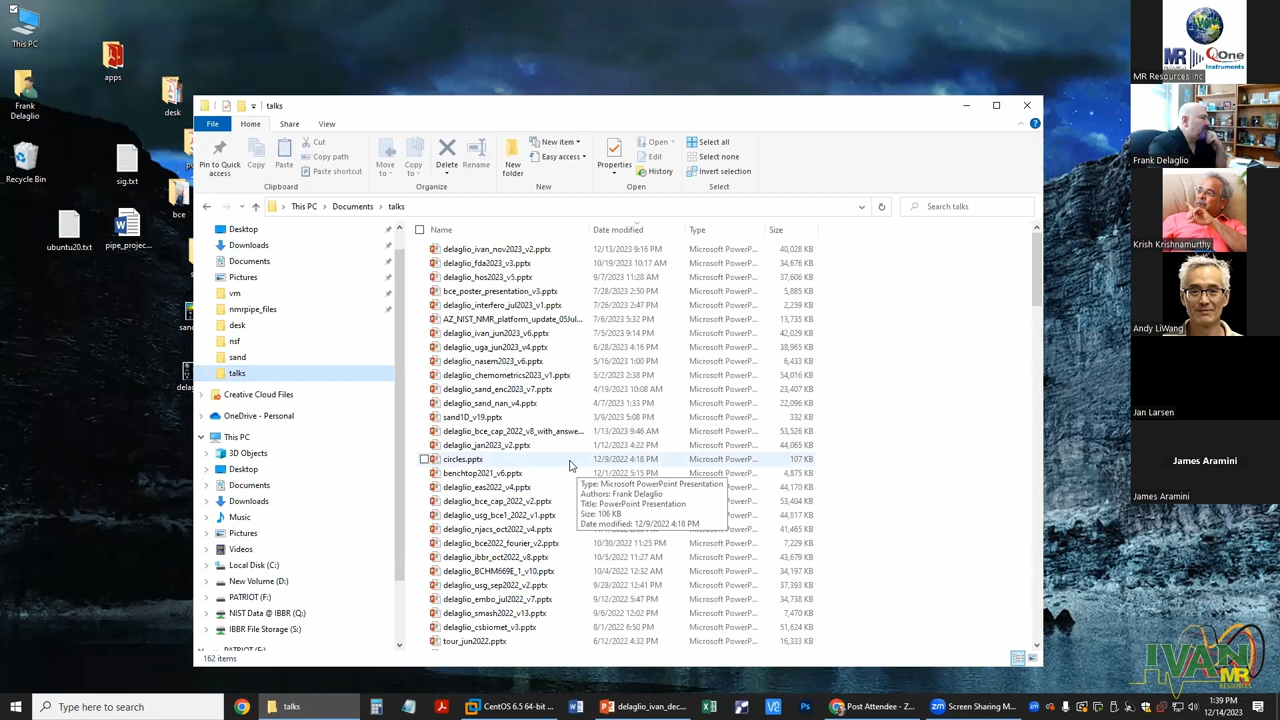 This PC
apps
Frank
Delaglio
desk
Recycle Bin
sig.txt
bce
ubuntu20.txt
pipe_projec...
talks
File
Home
Share
View
Pin to Quick
access
Copy
Paste
Cut
Copy path
Paste shortcut
Clipboard
Move
to
Copy
to
Delete
Rename
Organize
New
folder
New item
Easy access
New
Properties
Open
Edit
History
Open
Select all
Select none
Invert selection
Select
This PC > Documents > talks
Search talks
Desktop
Downloads
Documents
Pictures
vm
nmrpipe_files
desk
nsf
sand
talks
Creative Cloud Files
OneDrive - Personal
This PC
3D Objects
Desktop
Documents
Downloads
Music
Pictures
Videos
Local Disk (C:)
New Volume (D:)
PATRIOT (F:)
NIST Data @ IBBR (Q:)
IBBR File Storage (S:)
Name Date modified Type Size
delaglio_ivan_nov2023_v2.pptx 12/13/2023 9:16 PM Microsoft PowerP... 40,028 KB
delaglio_fda2023_v3.pptx 10/19/2023 10:17 AM Microsoft PowerP... 34,676 KB
delaglio_hos2023_v5.pptx 9/7/2023 11:28 AM Microsoft PowerP... 37,606 KB
bce_poster_presentation_v3.pptx 7/28/2023 2:50 PM Microsoft PowerP... 5,885 KB
delaglio_interfero_jul2023_v1.pptx 7/26/2023 2:47 PM Microsoft PowerP... 2,259 KB
AZ_NIST_NMR_platform_update_05Jul... 7/6/2023 5:32 PM Microsoft PowerP... 13,735 KB
delaglio_ivan_jun2023_v6.pptx 7/5/2023 9:14 PM Microsoft PowerP... 42,029 KB
delaglio_uga_jun2023_v4.pptx 6/28/2023 4:16 PM Microsoft PowerP... 38,965 KB
delaglio_nasem2023_v6.pptx 5/16/2023 1:00 PM Microsoft PowerP... 6,433 KB
delaglio_chemometrics2023_v1.pptx 5/2/2023 2:38 PM Microsoft PowerP... 54,016 KB
delaglio_sand_enc2023_v7.pptx 4/19/2023 10:08 AM Microsoft PowerP... 23,407 KB
delaglio_sand_nan_v4.pptx 4/7/2023 1:33 PM Microsoft PowerP... 22,096 KB
sand1D_v19.pptx 3/9/2023 5:08 PM Microsoft PowerP... 332 KB
delaglio_bce_cap_2022_v8_with_answe... 1/13/2023 9:46 AM Microsoft PowerP... 53,526 KB
delaglio_jan2023_v2.pptx 1/12/2023 4:22 PM Microsoft PowerP... 44,065 KB
circles.pptx 12/9/2022 4:18 PM Microsoft PowerP... 107 KB
benchtop2021_v6.pptx 12/1/2022 5:15 PM Microsoft PowerP... 4,875 KB
delaglio_eas2022_v4.pptx 44,170 KB
delaglio_bce_cap_2022_v2.pptx 53,404 KB
delaglio_usg_bce1_2022_v1.pptx 44,817 KB
delaglio_njacs_oct2022_v4.pptx 41,465 KB
delaglio_bce2022_fourier_v2.pptx 10/30/2022 11:25 PM Microsoft PowerP... 7,229 KB
delaglio_ibbr_oct2022_v8.pptx 10/5/2022 11:27 AM Microsoft PowerP... 43,679 KB
delaglio_BCHM669E_1_v10.pptx 10/4/2022 12:32 AM Microsoft PowerP... 34,197 KB
delaglio_usg_sep2022_v2.pptx 9/28/2022 12:41 PM Microsoft PowerP... 37,393 KB
delaglio_embo_jul2022_v7.pptx 9/12/2022 5:47 PM Microsoft PowerP... 34,738 KB
delaglio_smash2022_v13.pptx 9/6/2022 12:02 PM Microsoft PowerP... 7,470 KB
delaglio_csbiomet_v3.pptx 8/1/2022 6:50 PM Microsoft PowerP... 51,624 KB
tour_jun2022.pptx 6/12/2022 4:32 PM Microsoft PowerP... 16,333 KB
Type: Microsoft PowerPoint Presentation
Authors: Frank Delaglio
Title: PowerPoint Presentation
Size: 106 KB
Date modified: 12/9/2022 4:18 PM
162 items
MR
QOne
Instruments
MR Resources Inc
Frank Delaglio
Krish Krishnamurthy
Andy LiWang
Jan Larsen
James Aramini
James Aramini
IVAN
MR
RESOURCES
Type here to search
talks
CentOS 6.5 64-bit ...
delaglio_ivan_dec...
Post Attendee - Z...
Screen Sharing M...
1:39 PM
12/14/2023